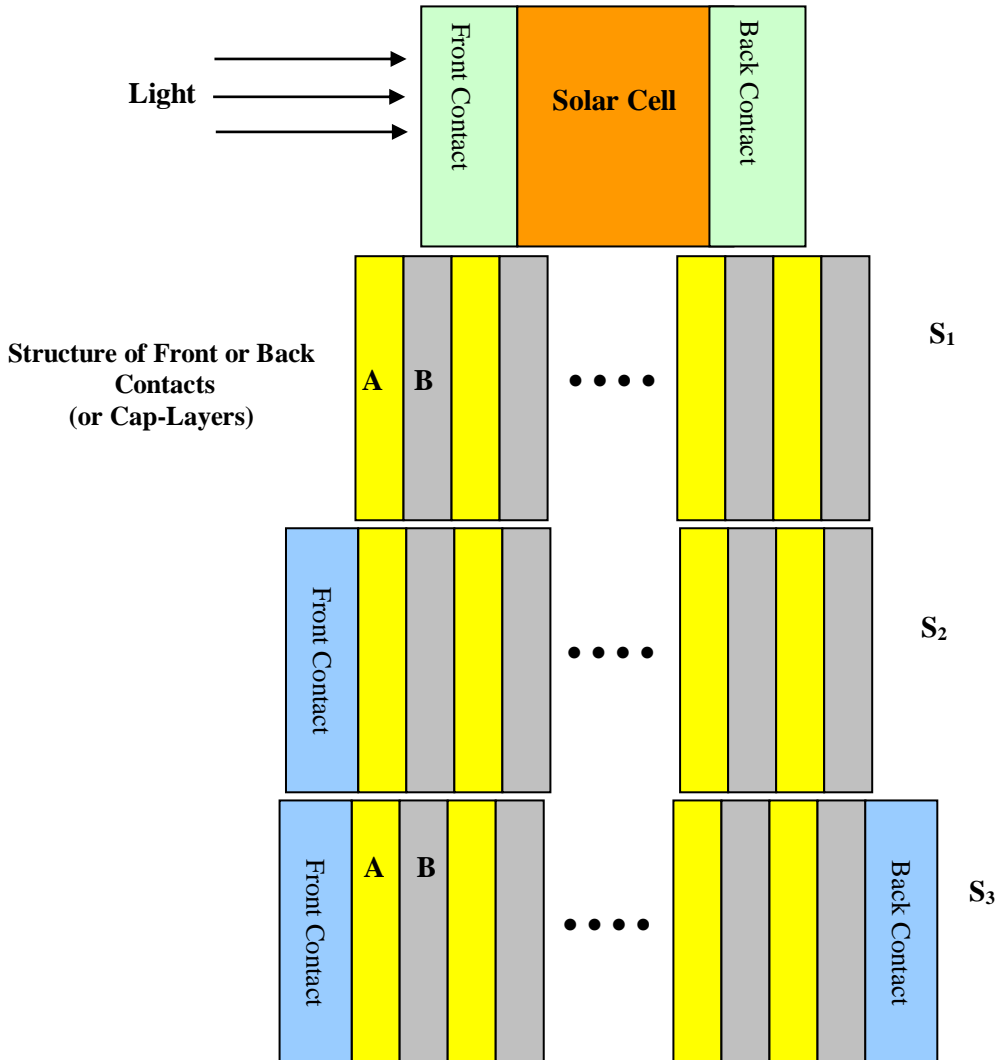 Light
Front Contact
Solar Cell
Back Contact
Structure of Front or Back
Contacts
(or Cap-Layers)
A
B
S₁
Front Contact
S₂
Front Contact
A
B
Back Contact
S₃